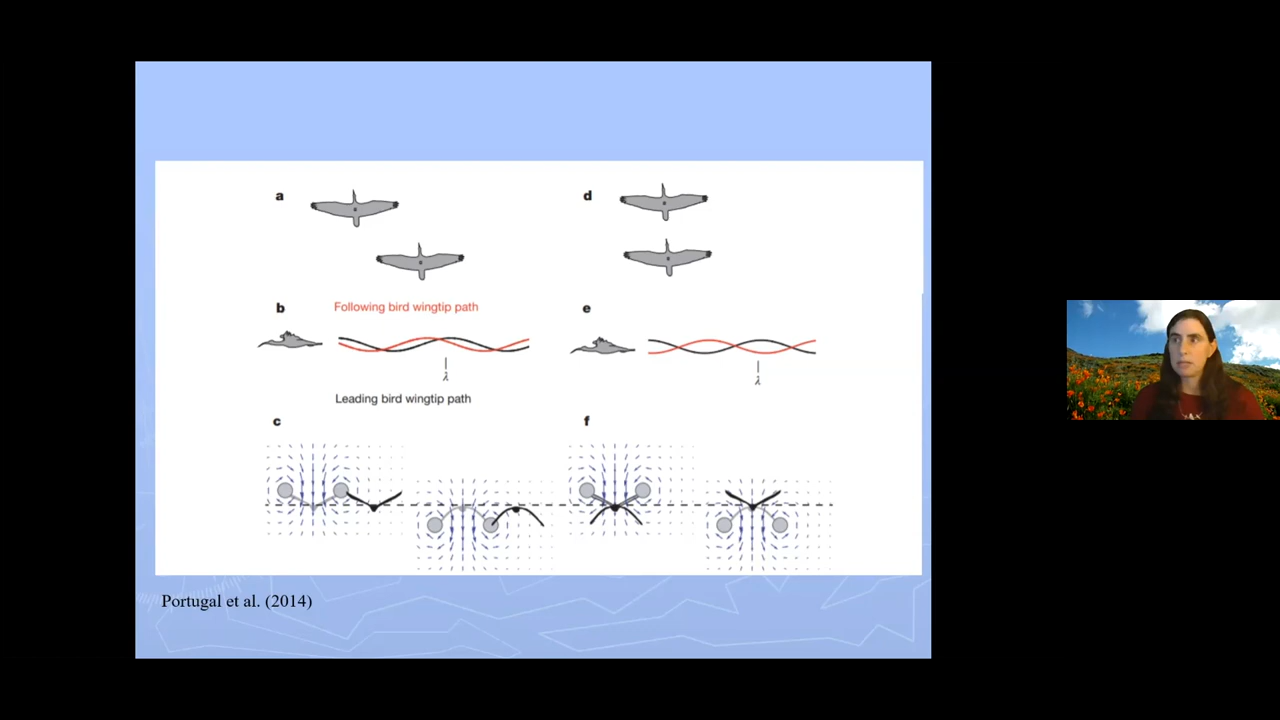 a
d
b
Following bird wingtip path
e
λ
λ
Leading bird wingtip path
c
f
Portugal et al. (2014)